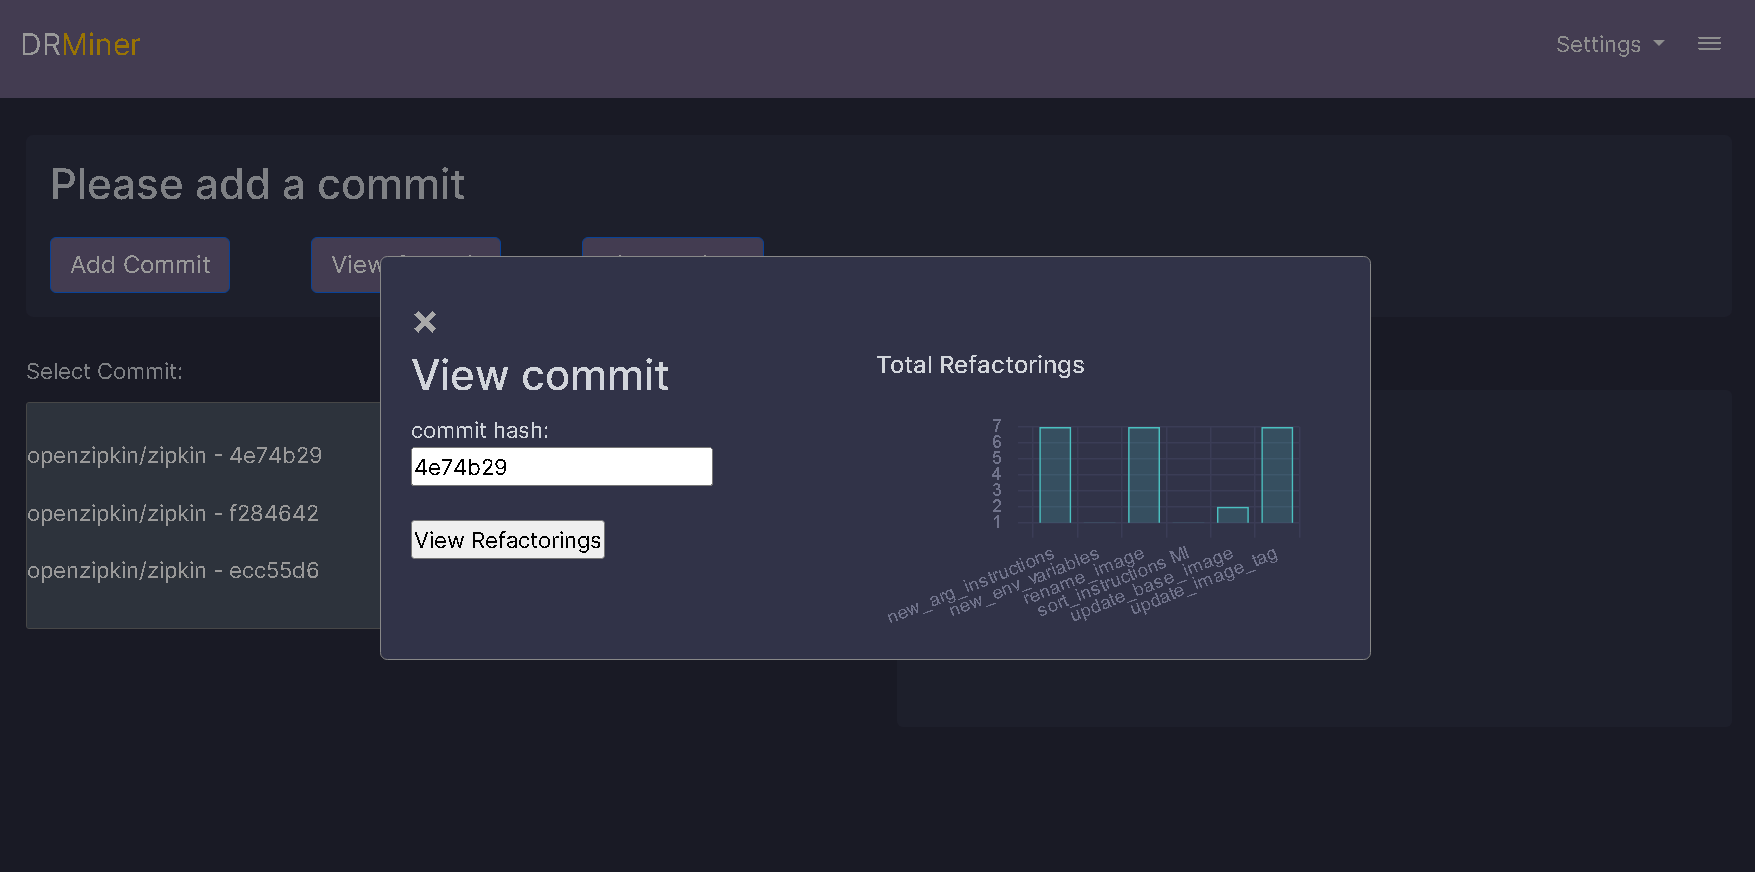 DRMiner
Settings
Please add a commit
Add Commit
View
Select Commit:
openzipkin/zipkin - 4e74b29
openzipkin/zipkin - f284642
openzipkin/zipkin - ecc55d6
×
View commit
commit hash:
4e74b29
View Refactorings
Total Refactorings
7
6
5
4
3
2
1
new_arg_instructions
new_env_variables
rename_image
sort_instructions MI
update_base_image
update_image_tag